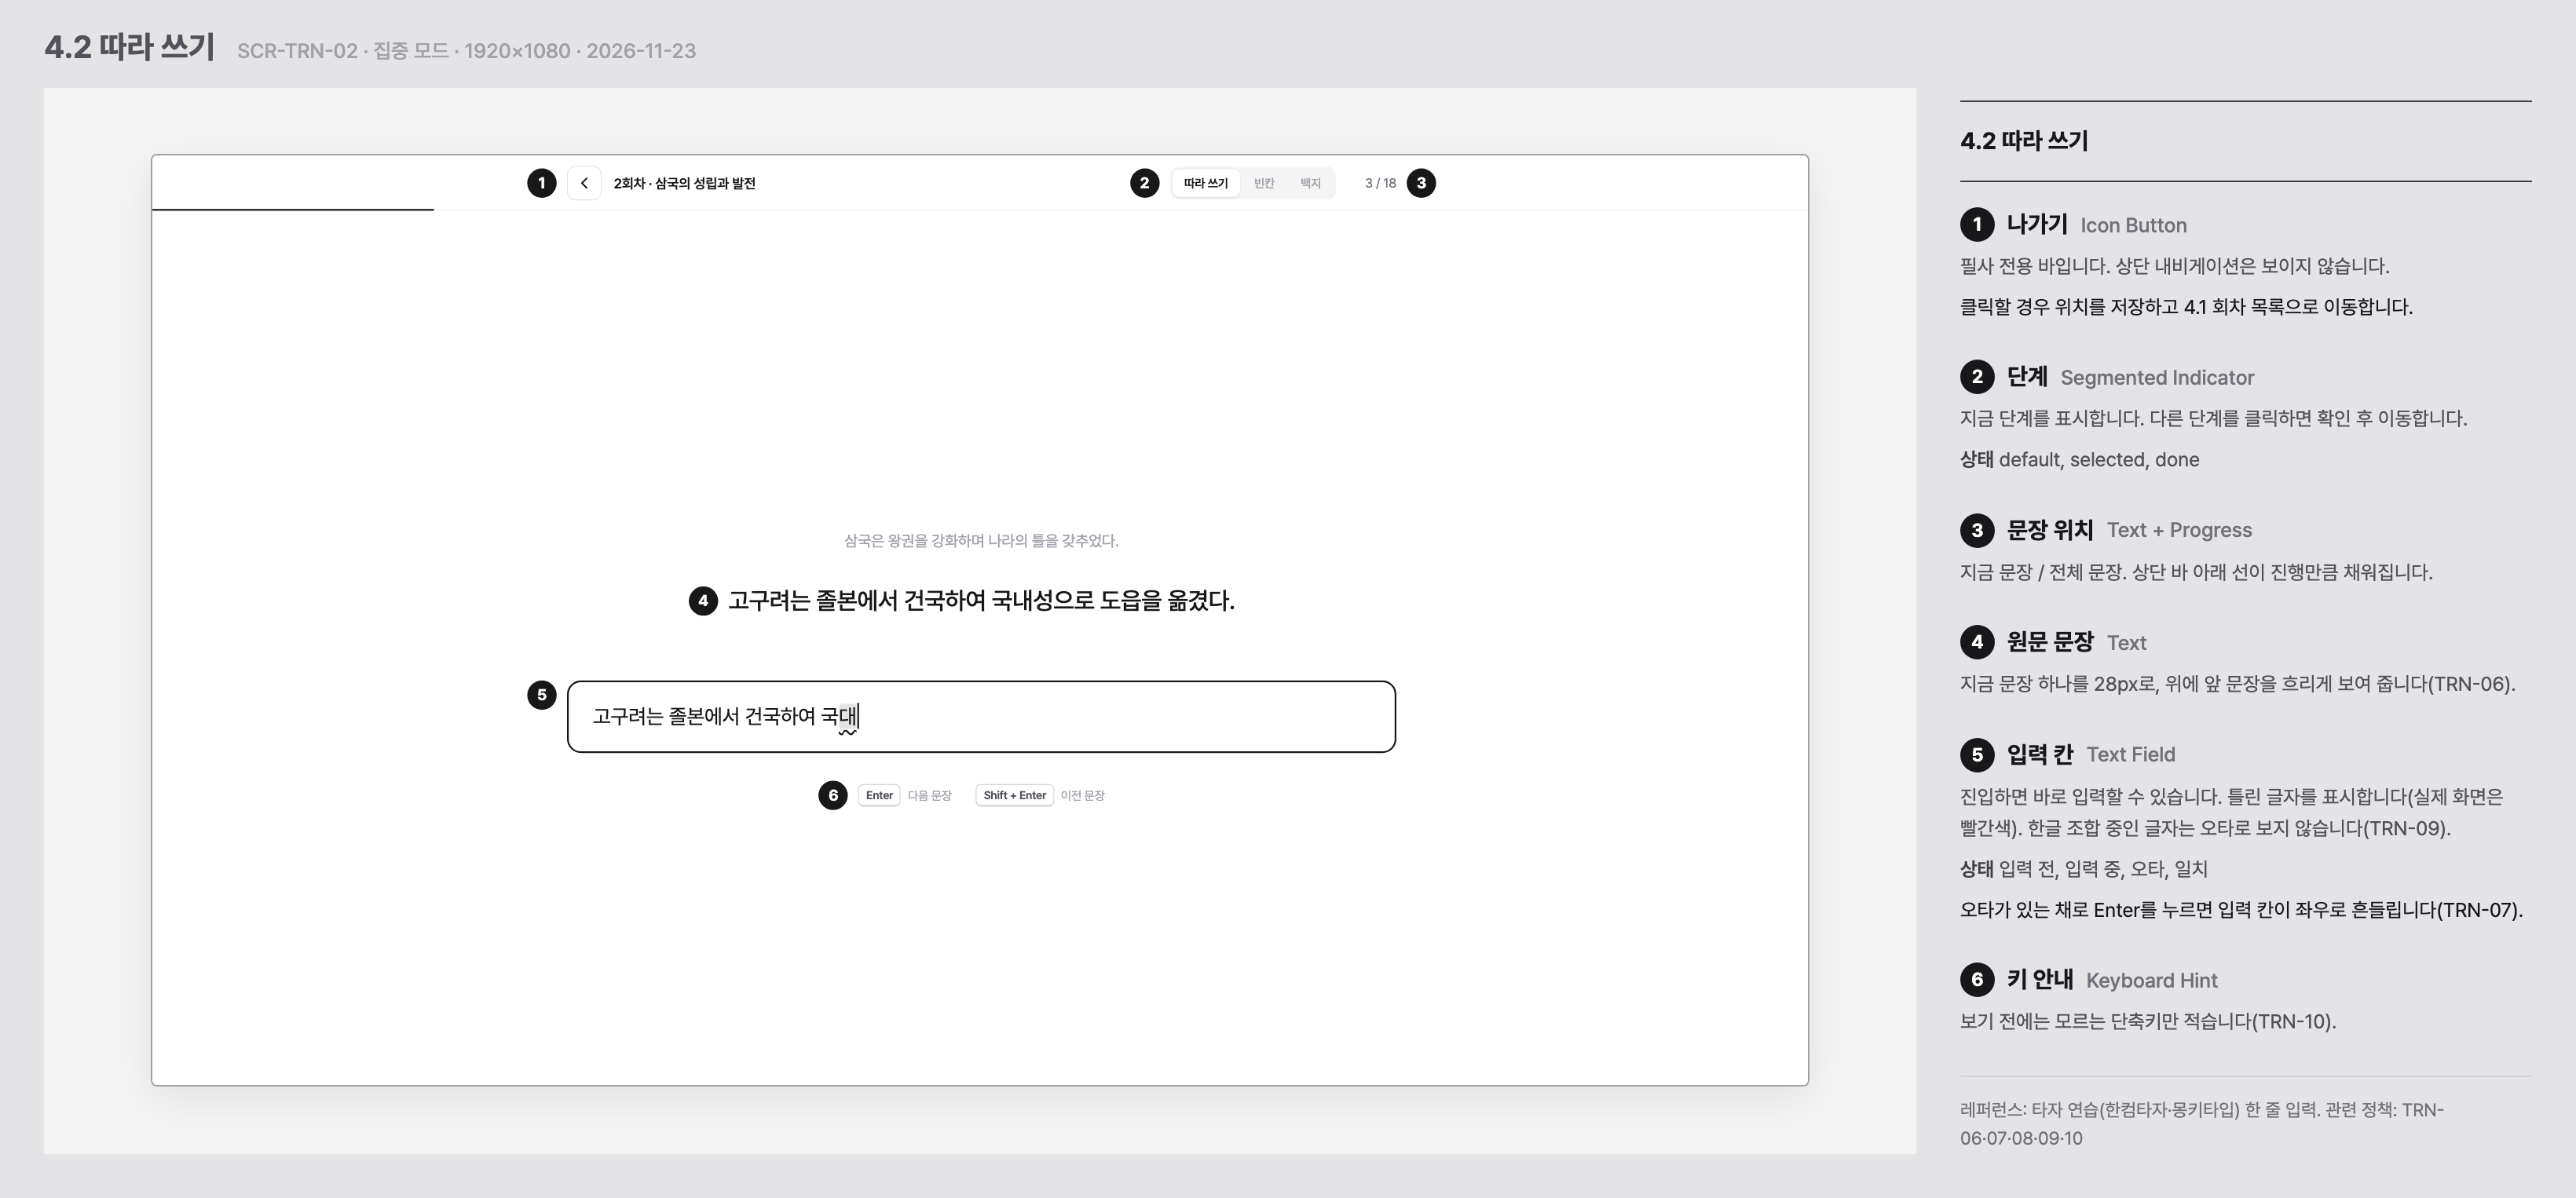 4.2 따라 쓰기 SCR-TRN-02 · 집중 모드 · 1920×1080 · 2026-11-23
1 2회차 · 삼국의 성립과 발전 2 따라 쓰기 빈칸 백지 3 / 18 3
삼국은 왕권을 강화하며 나라의 틀을 갖추었다.
4 고구려는 졸본에서 건국하여 국내성으로 도읍을 옮겼다.
5 고구려는 졸본에서 건국하여 국대
6 Enter 다음 문장 Shift + Enter 이전 문장
4.2 따라 쓰기
1 나가기 Icon Button
필사 전용 바입니다. 상단 내비게이션은 보이지 않습니다.
클릭할 경우 위치를 저장하고 4.1 회차 목록으로 이동합니다.
2 단계 Segmented Indicator
지금 단계를 표시합니다. 다른 단계를 클릭하면 확인 후 이동합니다.
상태 default, selected, done
3 문장 위치 Text + Progress
지금 문장 / 전체 문장. 상단 바 아래 선이 진행만큼 채워집니다.
4 원문 문장 Text
지금 문장 하나를 28px로, 위에 앞 문장을 흐리게 보여 줍니다(TRN-06).
5 입력 칸 Text Field
진입하면 바로 입력할 수 있습니다. 틀린 글자를 표시합니다(실제 화면은
빨간색). 한글 조합 중인 글자는 오타로 보지 않습니다(TRN-09).
상태 입력 전, 입력 중, 오타, 일치
오타가 있는 채로 Enter를 누르면 입력 칸이 좌우로 흔들립니다(TRN-07).
6 키 안내 Keyboard Hint
보기 전에는 모르는 단축키만 적습니다(TRN-10).
레퍼런스: 타자 연습(한컴타자·몽키타입) 한 줄 입력. 관련 정책: TRN-
06·07·08·09·10